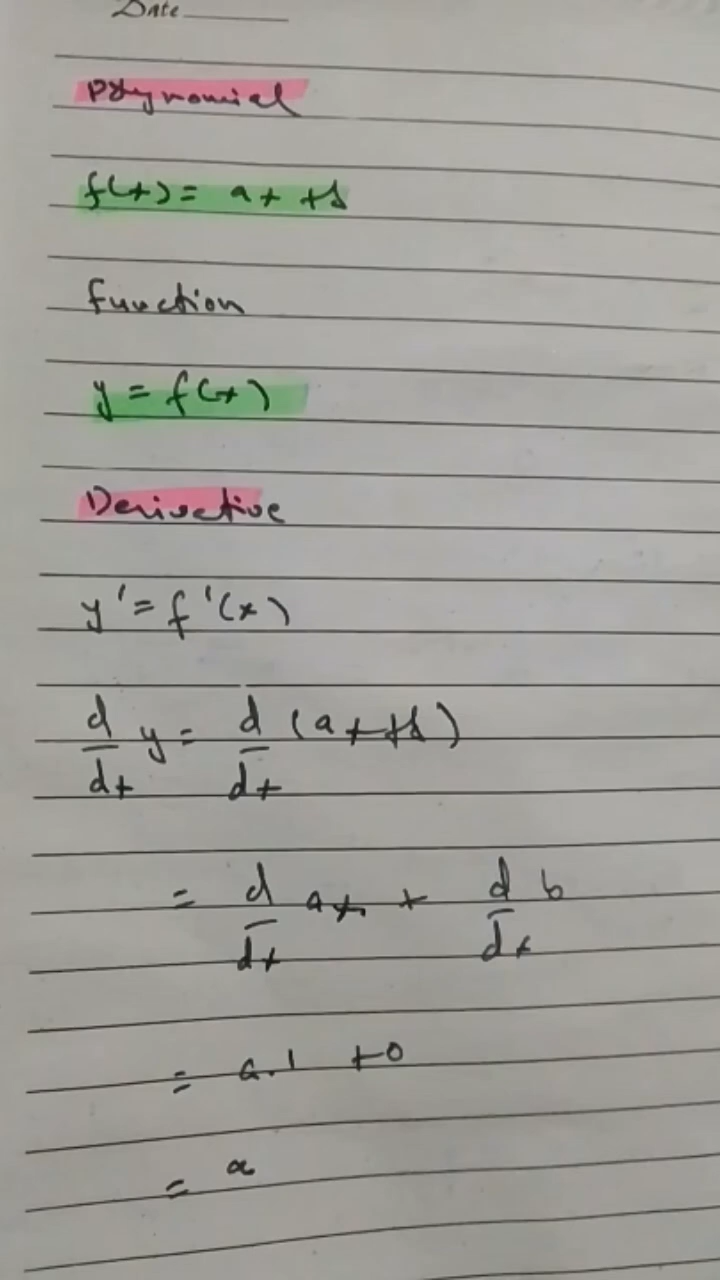 Date
Polynomial
f(x) = ax + b
function
y = f(x)
Derivative
y' = f'(x)
d/dx y = d/dx (ax+b)
= d/dx ax + d/dx b
= a.1 + 0
= a